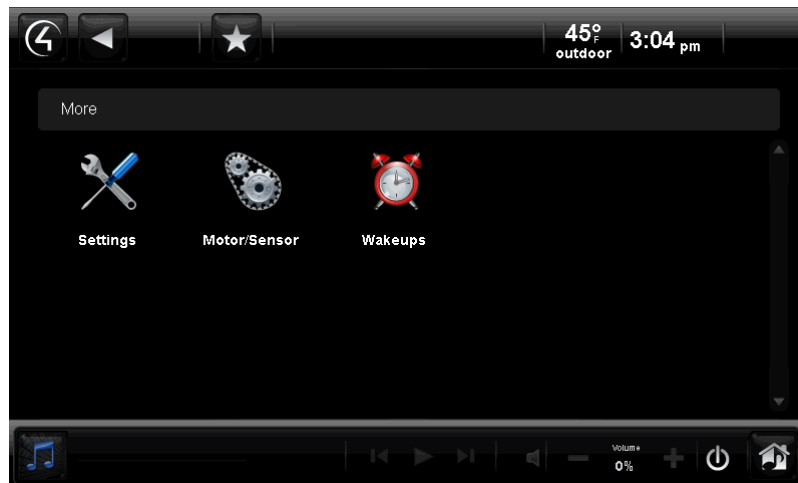 45°F
outdoor
3:04 pm
More
Settings
Motor/Sensor
Wakeups
Volume
0%